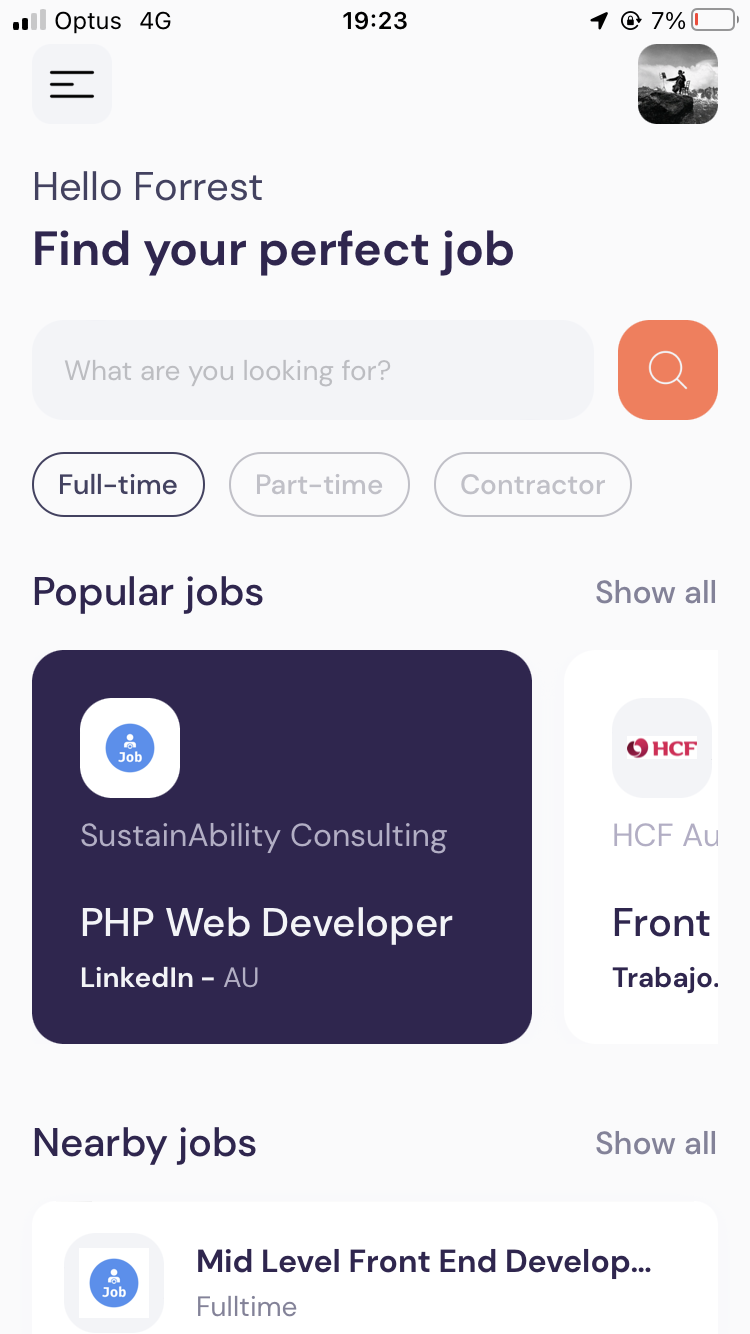 Optus 4G 19:23 7%
Hello Forrest
Find your perfect job
What are you looking for?
Full-time Part-time Contractor
Popular jobs Show all
Job
HCF
SustainAbility Consulting
HCF Au
PHP Web Developer
Front
LinkedIn - AU
Trabajo.
Nearby jobs Show all
Job
Mid Level Front End Develop...
Fulltime